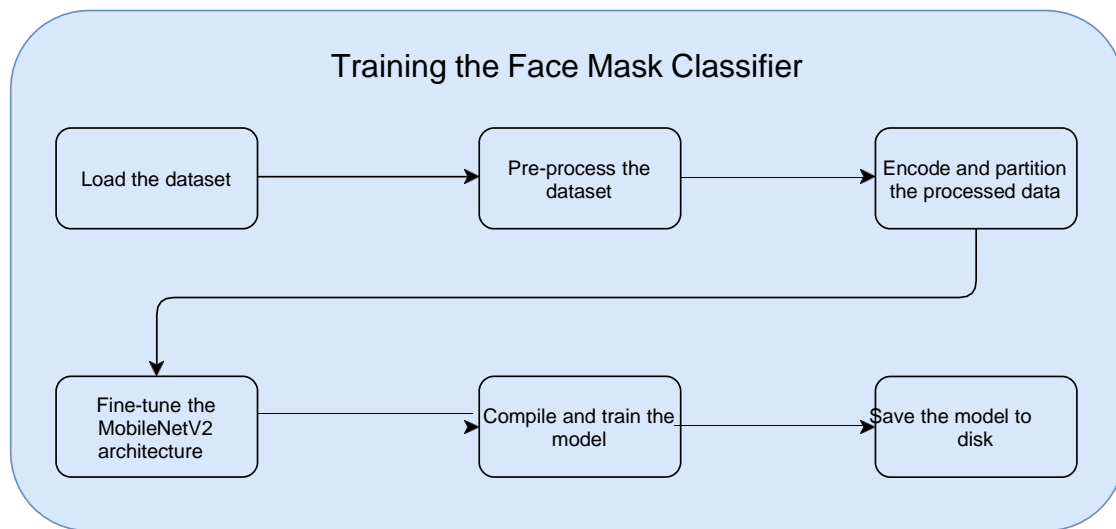 Training the Face Mask Classifier
Load the dataset
Pre-process the
dataset
Encode and partition
the processed data
Fine-tune the
MobileNetV2
architecture
Compile and train the
model
Save the model to
disk